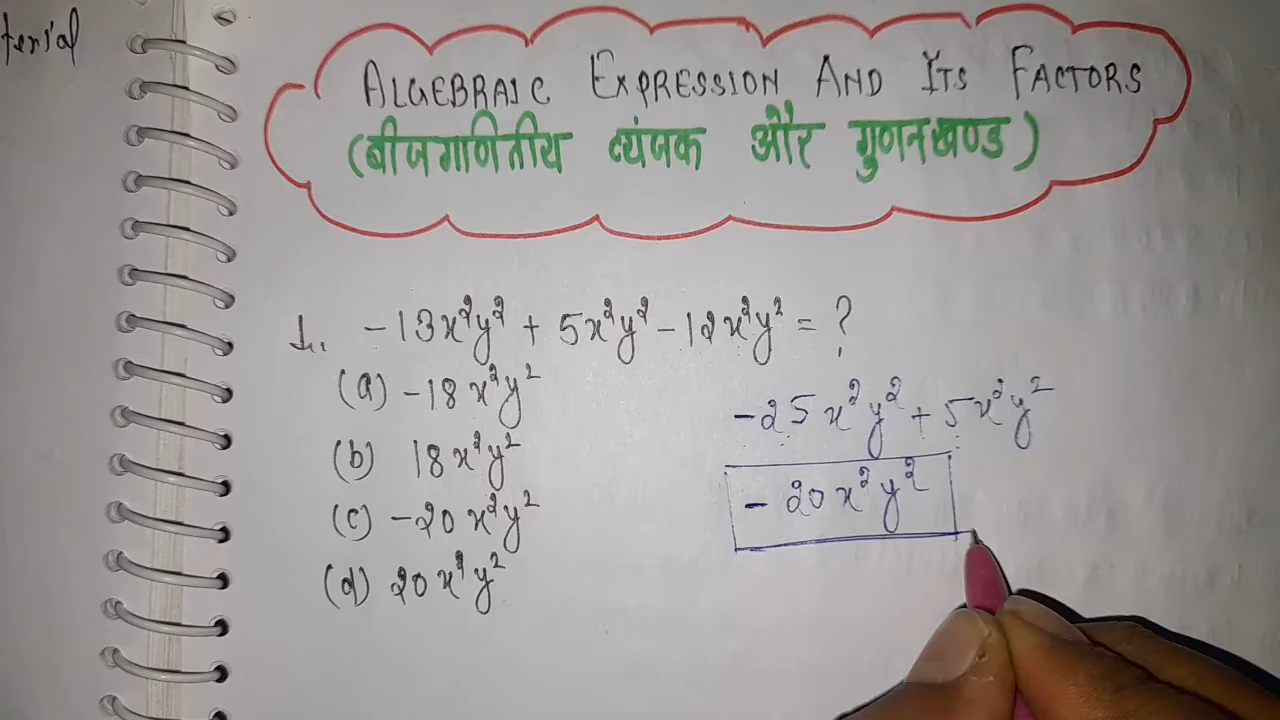 terial
ALGEBRAIC EXPRESSION AND ITS FACTORS
(बीजगणितीय व्यंजक और गुणनखण्ड)
1. -13x²y² + 5x²y² - 12x²y² = ?
(a) -18x²y²
(b) 18x²y²
(c) -20x²y²
(d) 20x²y²
-25x²y² + 5x²y²
-20x²y²